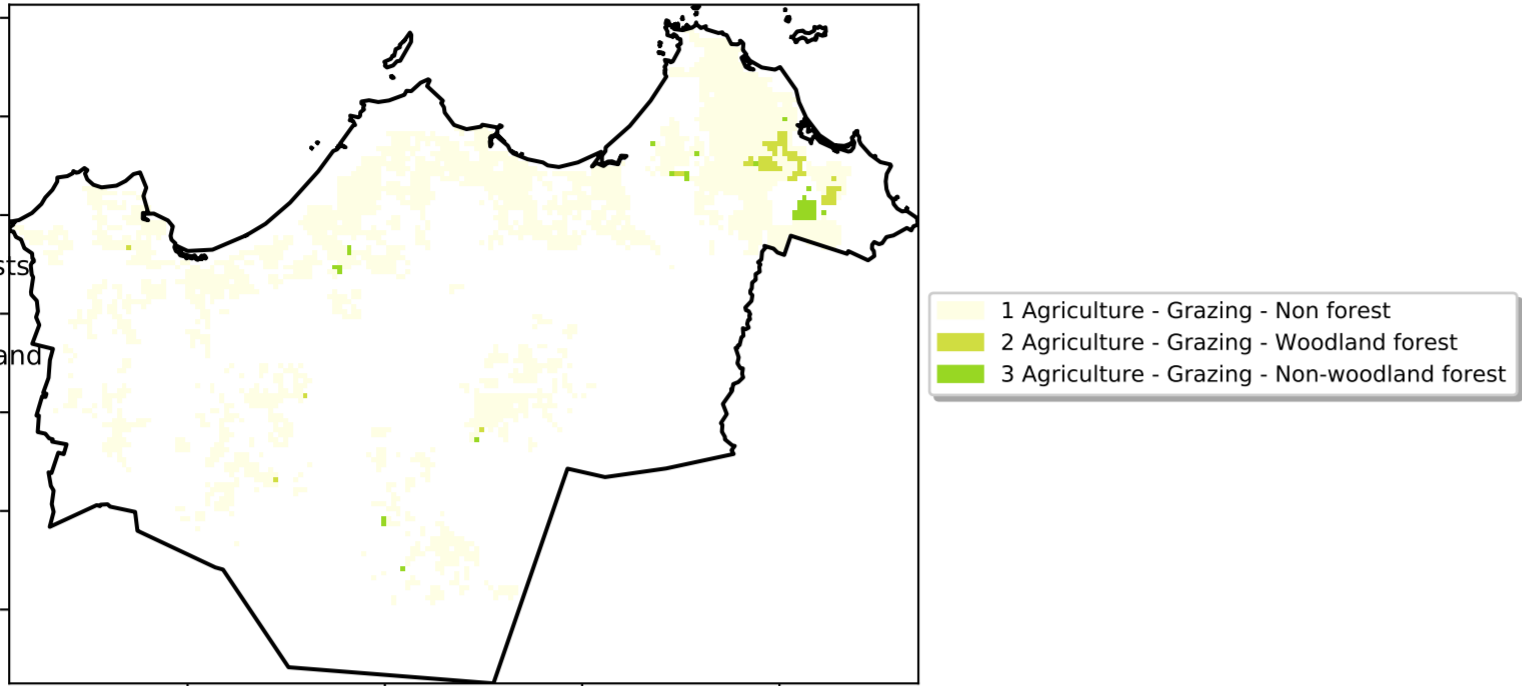 sts
and
1 Agriculture - Grazing - Non forest
2 Agriculture - Grazing - Woodland forest
3 Agriculture - Grazing - Non-woodland forest